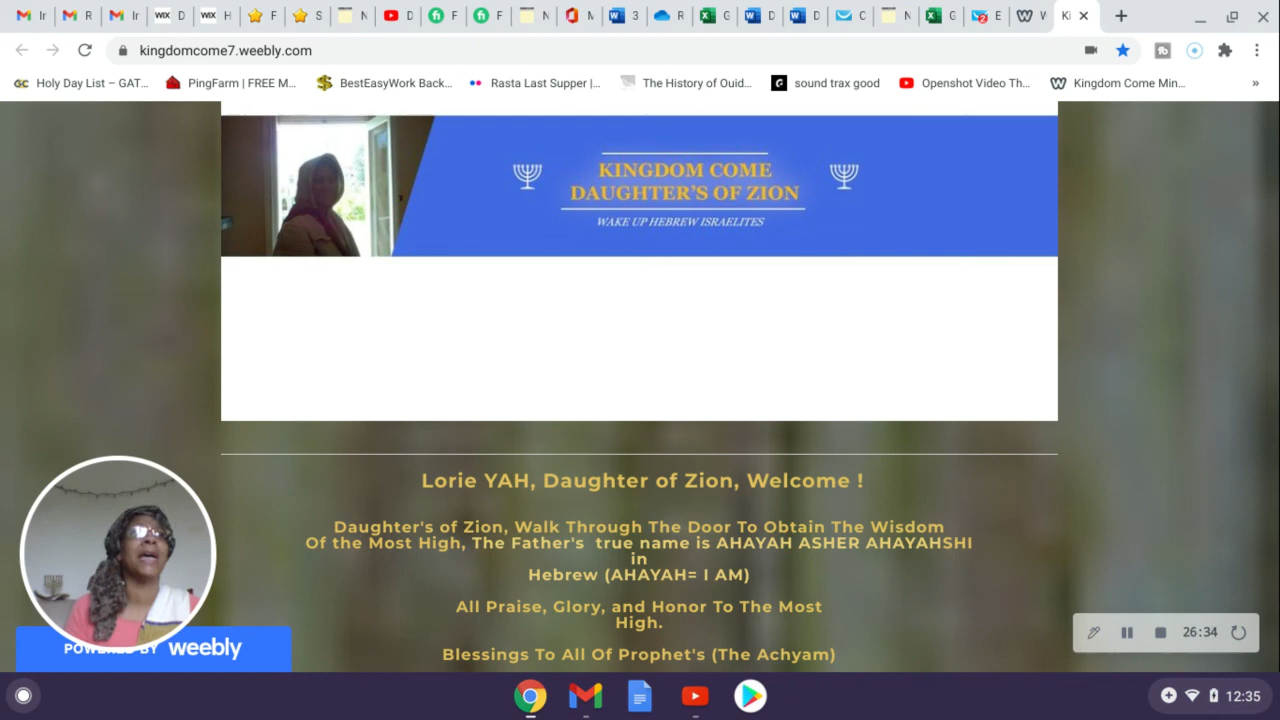 WIX
WIX
2
Ki
kingdomcome7.weebly.com
Holy Day List – GAT...
PingFarm | FREE M...
BestEasyWork Back...
Rasta Last Supper |...
The History of Ouid...
sound trax good
Openshot Video Th...
Kingdom Come Min...
»
KINGDOM COME
DAUGHTER'S OF ZION
WAKE UP HEBREW ISRAELITES
Lorie YAH, Daughter of Zion, Welcome !
Daughter's of Zion, Walk Through The Door To Obtain The Wisdom
Of the Most High, The Father's true name is AHAYAH ASHER AHAYAHSHI
in
Hebrew (AHAYAH= I AM)
All Praise, Glory, and Honor To The Most
High.
Blessings To All Of Prophet's (The Achyam)
POWERED BY weebly
26:34
12:35